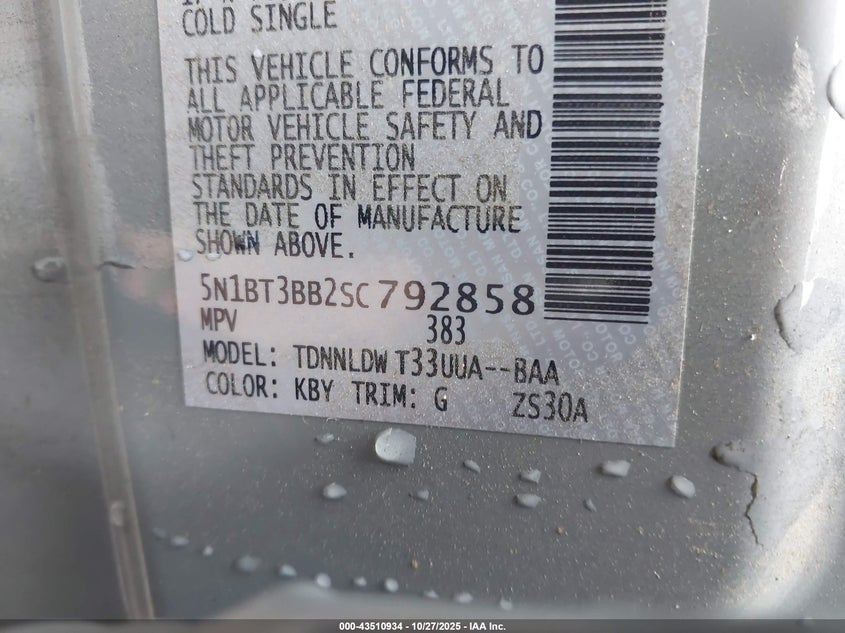 COLD SINGLE
THIS VEHICLE CONFORMS TO
ALL APPLICABLE FEDERAL
MOTOR VEHICLE SAFETY AND
THEFT PREVENTION
STANDARDS IN EFFECT ON
THE DATE OF MANUFACTURE
SHOWN ABOVE.
5N1BT3BB2SC792858
MPV 383
MODEL: TDNNLDW T33UUA--BAA
COLOR: KBY TRIM: G ZS30A
000-43510934 | 10/27/2025 | IAA Inc.